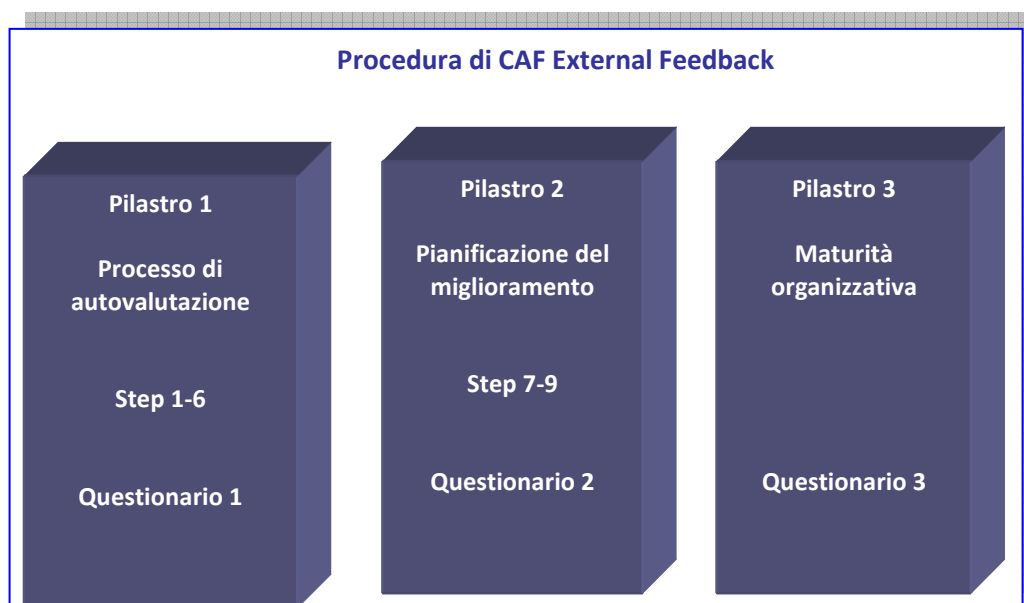 Procedura di CAF External Feedback
Pilastro 1
Processo di
autovalutazione
Step 1-6
Questionario 1
Pilastro 2
Pianificazione del
miglioramento
Step 7-9
Questionario 2
Pilastro 3
Maturità
organizzativa
Questionario 3